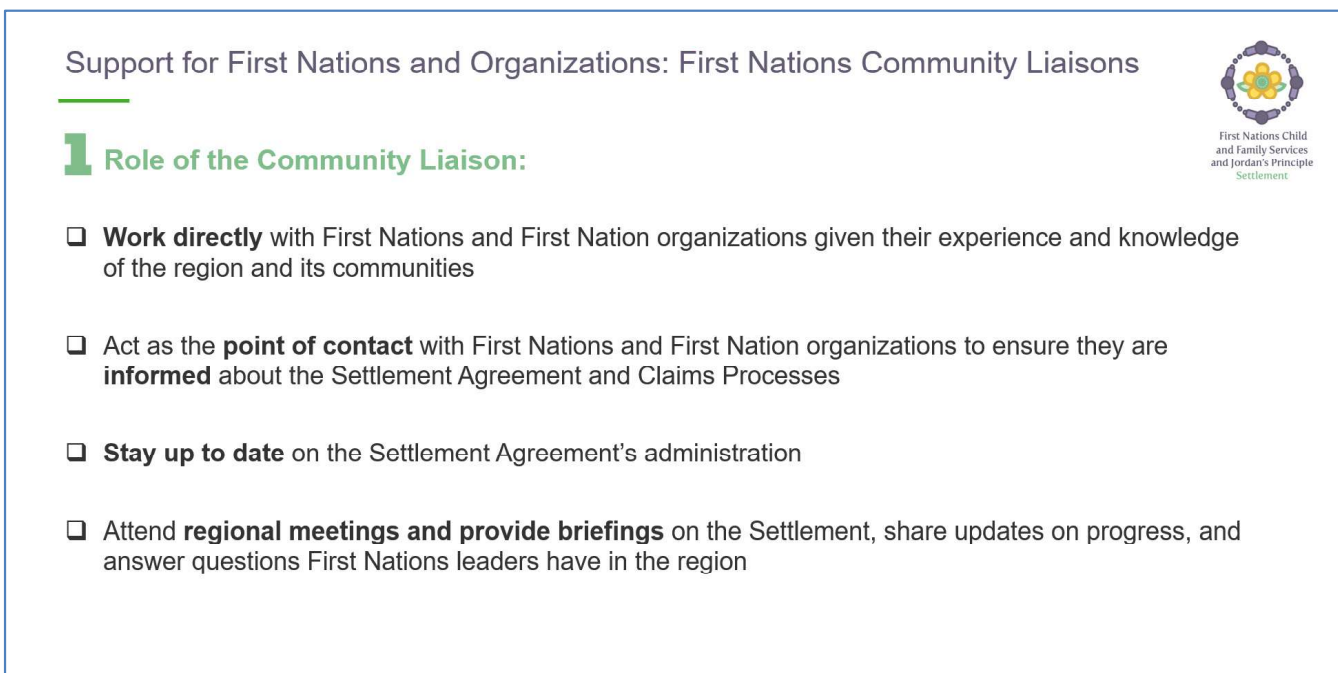 Support for First Nations and Organizations: First Nations Community Liaisons
First Nations Child
and Family Services
and Jordan's Principle
Settlement
1 Role of the Community Liaison:
❑ Work directly with First Nations and First Nation organizations given their experience and knowledge
of the region and its communities
❑ Act as the point of contact with First Nations and First Nation organizations to ensure they are
informed about the Settlement Agreement and Claims Processes
❑ Stay up to date on the Settlement Agreement’s administration
❑ Attend regional meetings and provide briefings on the Settlement, share updates on progress, and
answer questions First Nations leaders have in the region